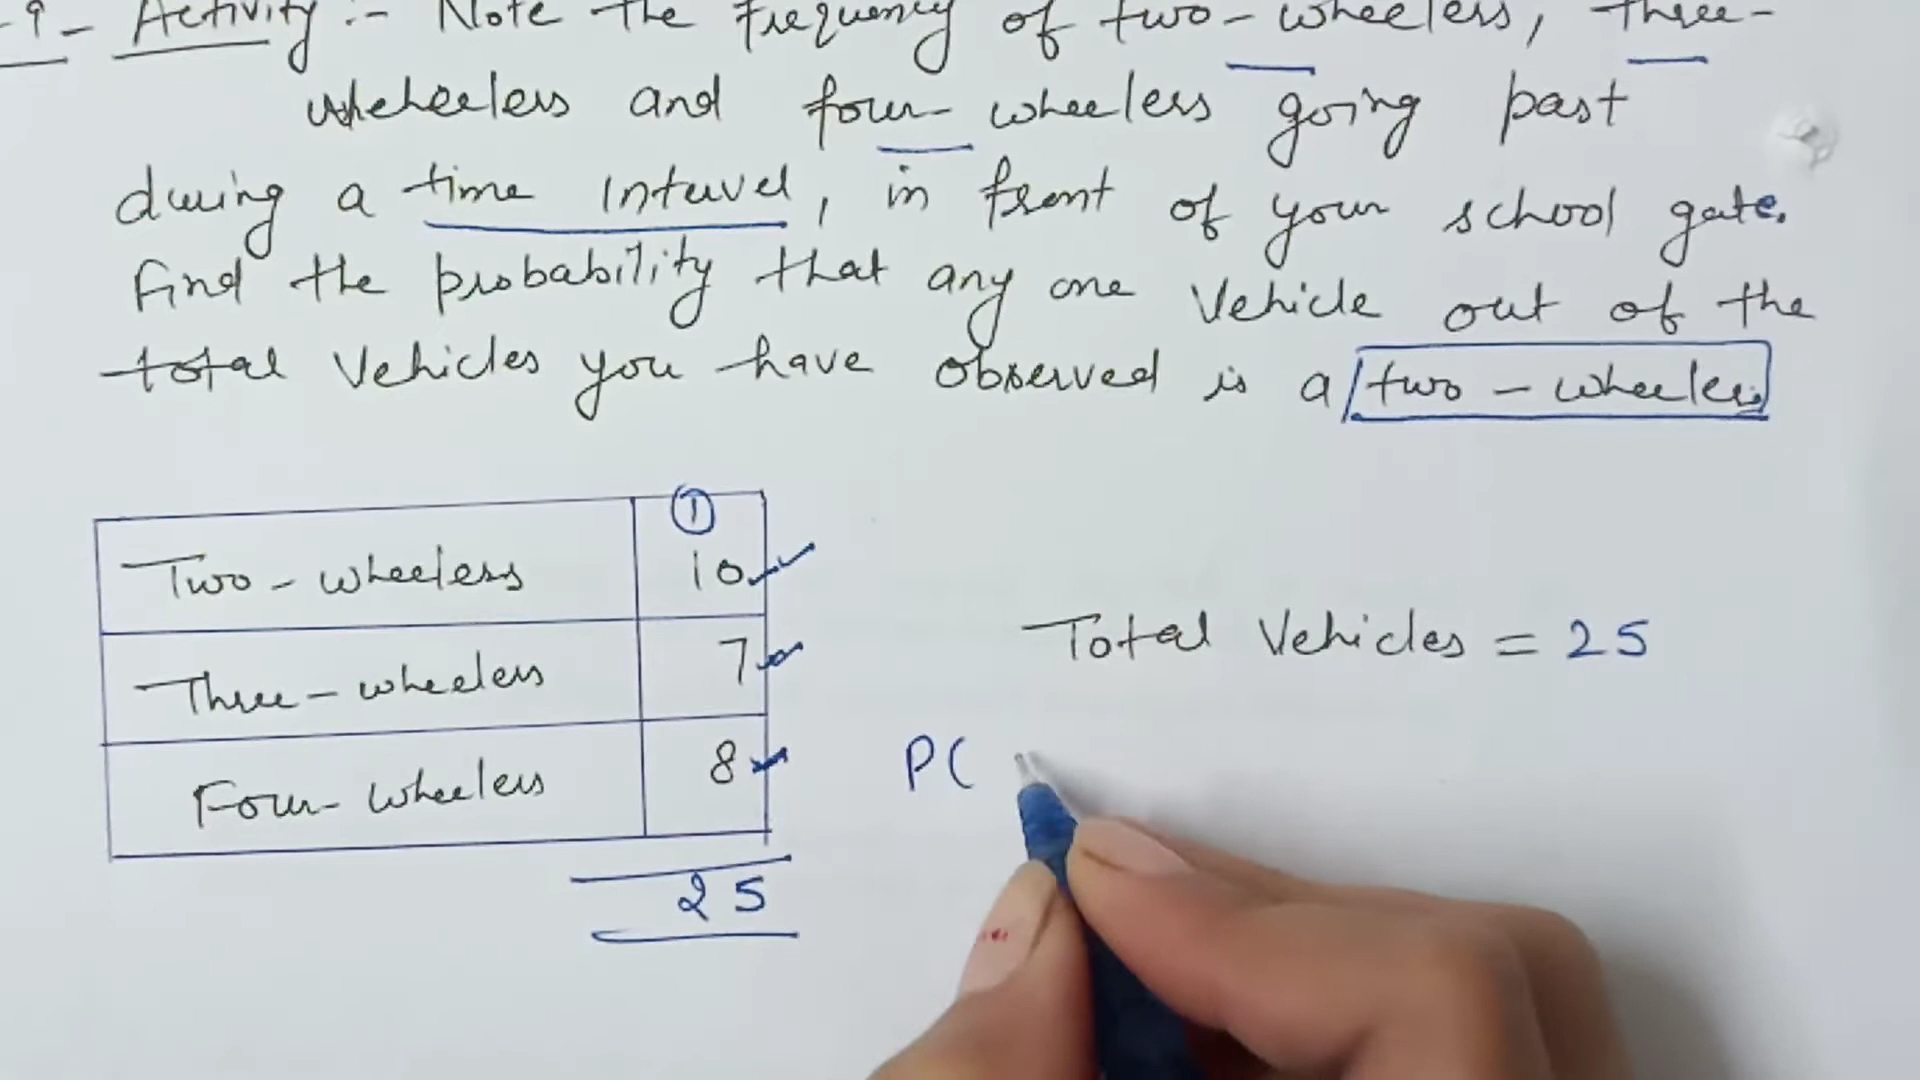 9 - Activity :- Note the frequency of two-wheelers, three-
wheelers and four-wheelers going past
during a time interval, in front of your school gate.
Find the probability that any one Vehicle out of the
total Vehicles you have observed is a two-wheeler.
1
Two-wheelers 10
Three-wheelers 7
Four-wheelers 8
25
Total Vehicles = 25
P(